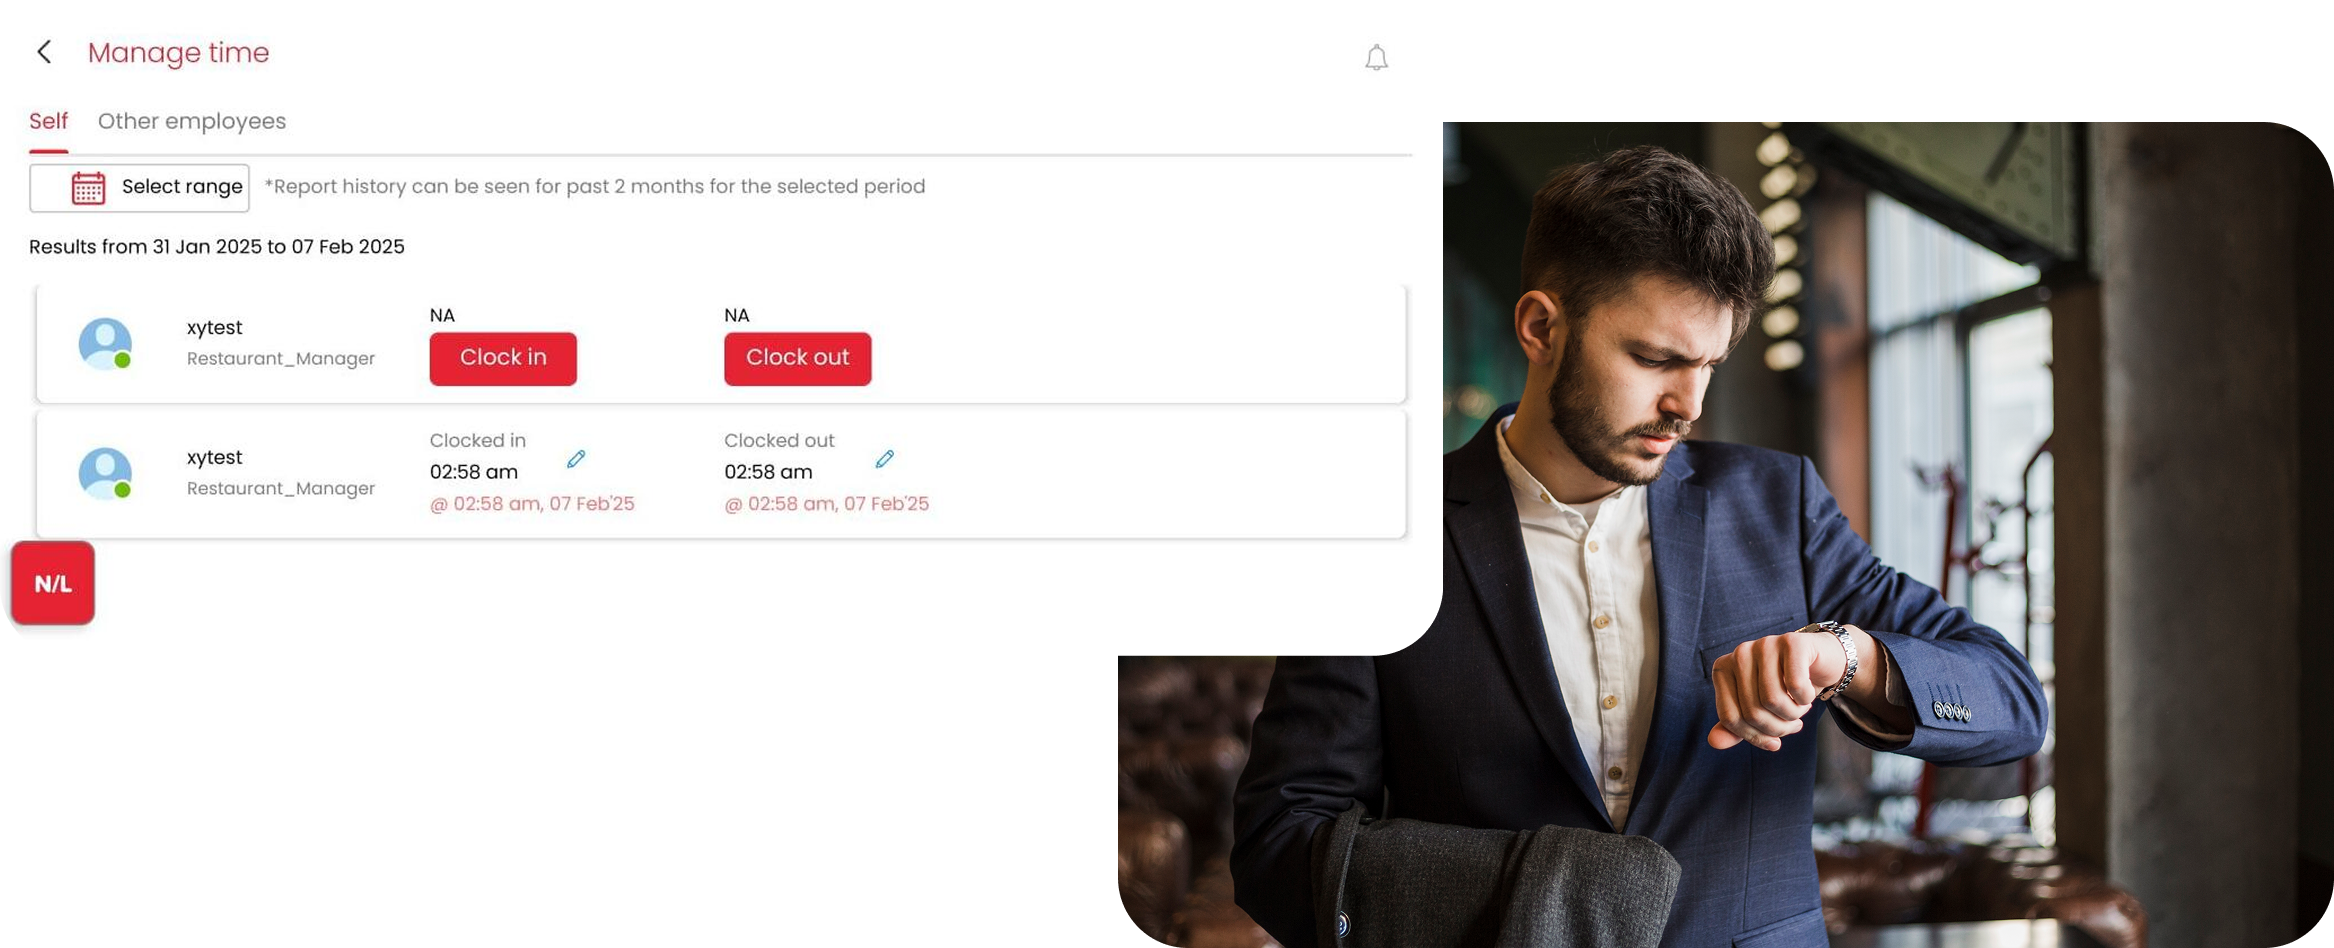 Manage time
Self Other employees
Select range *Report history can be seen for past 2 months for the selected period
Results from 31 Jan 2025 to 07 Feb 2025
NA NA
xytest
Clock in Clock out
Restaurant_Manager
Clocked in Clocked out
xytest
02:58 am 02:58 am
Restaurant_Manager
@ 02:58 am, 07 Feb'25 @ 02:58 am, 07 Feb'25
N/L